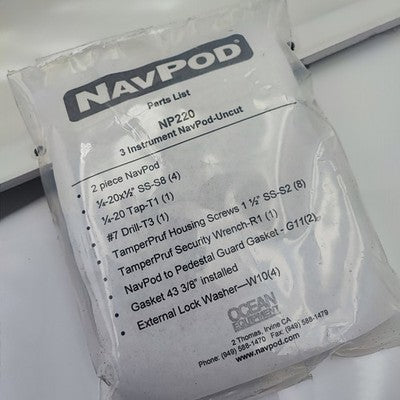 NAVPOD
Parts List
NP220
3 Instrument NavPod-Uncut
• 2 piece NavPod
• ¼-20x½" SS-S8 (4)
• ¼-20 Tap-T1 (1)
• #7 Drill-T3 (1)
• TamperPruf Housing Screws 1 ½" SS-S2 (8)
• TamperPruf Security Wrench-R1 (1)
• NavPod to Pedestal Guard Gasket - G11(2)
• Gasket 43 3/8" installed
• External Lock Washer—W10(4)
OCEAN
EQUIPMENT
2 Thomas, Irvine CA
Phone: (949) 588-1470 Fax: (949) 588-1479
www.navpod.com